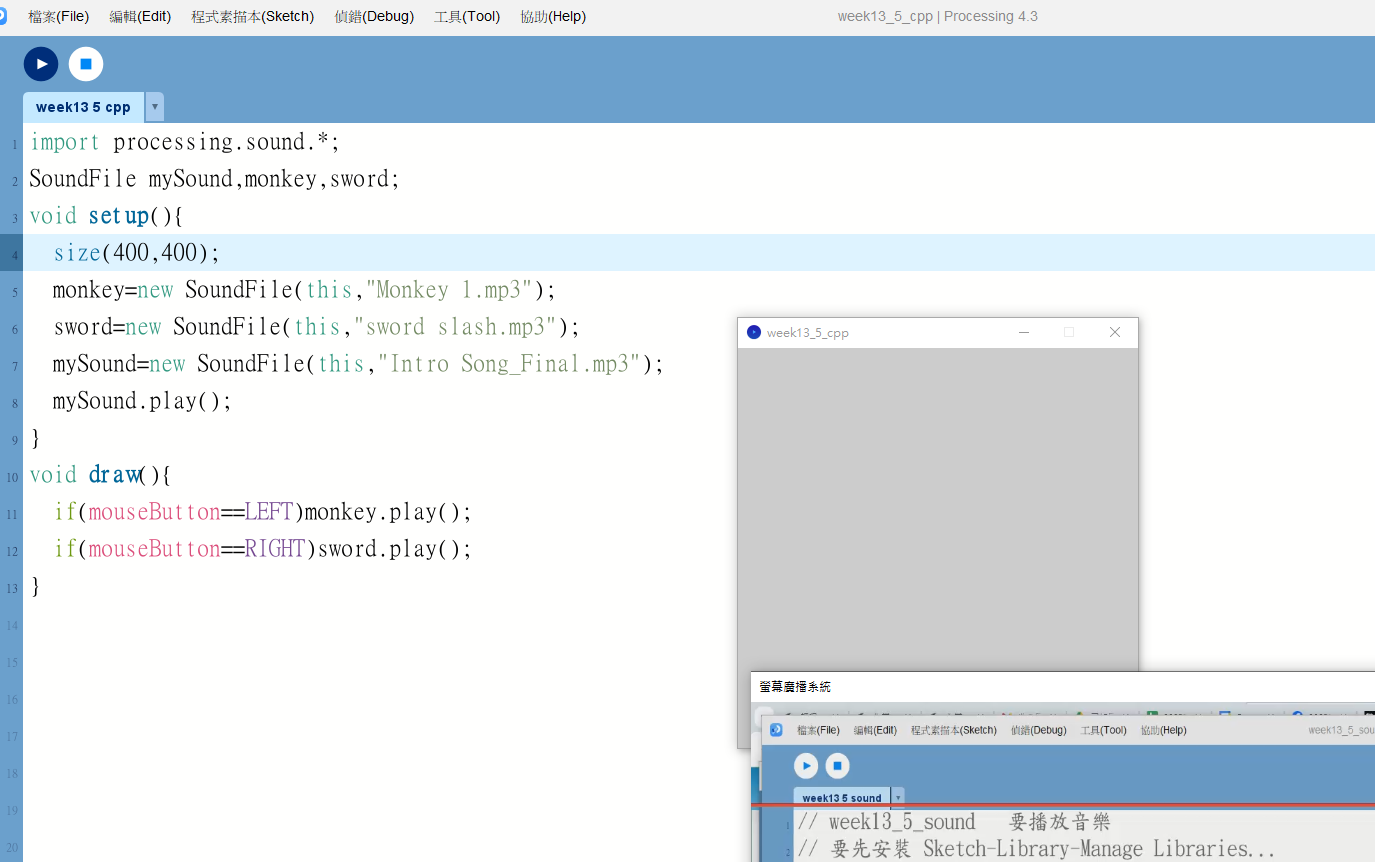 檔案(File) 編輯(Edit) 程式素描本(Sketch) 偵錯(Debug) 工具(Tool) 協助(Help) week13_5_cpp | Processing 4.3
week13 5 cpp
1 import processing.sound.*;
2 SoundFile mySound,monkey,sword;
3 void setup(){
4 size(400,400);
5 monkey=new SoundFile(this,"Monkey 1.mp3");
6 sword=new SoundFile(this,"sword slash.mp3");
7 mySound=new SoundFile(this,"Intro Song_Final.mp3");
8 mySound.play();
9 }
10 void draw(){
11 if(mouseButton==LEFT)monkey.play();
12 if(mouseButton==RIGHT)sword.play();
13 }
14
15
16
17
18
19
20
week13_5_cpp
螢幕廣播系統
檔案(File) 編輯(Edit) 程式素描本(Sketch) 偵錯(Debug) 工具(Tool) 協助(Help) week13_5_sou
week13 5 sound
1 // week13_5_sound 要播放音樂
2 // 要先安裝 Sketch-Library-Manage Libraries...